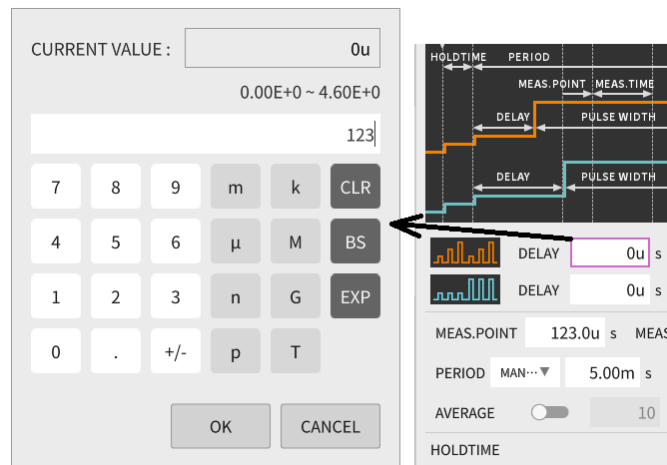 CURRENT VALUE : 0u
0.00E+0 ~ 4.60E+0
123
7 8 9 m k CLR
4 5 6 µ M BS
1 2 3 n G EXP
0 . +/- p T
OK CANCEL
HOLDTIME PERIOD
MEAS.POINT MEAS.TIME
DELAY PULSE WIDTH
DELAY PULSE WIDTH
DELAY 0u s
DELAY 0u s
MEAS.POINT 123.0u s MEAS
PERIOD MAN⋯▼ 5.00m s
AVERAGE 10
HOLDTIME